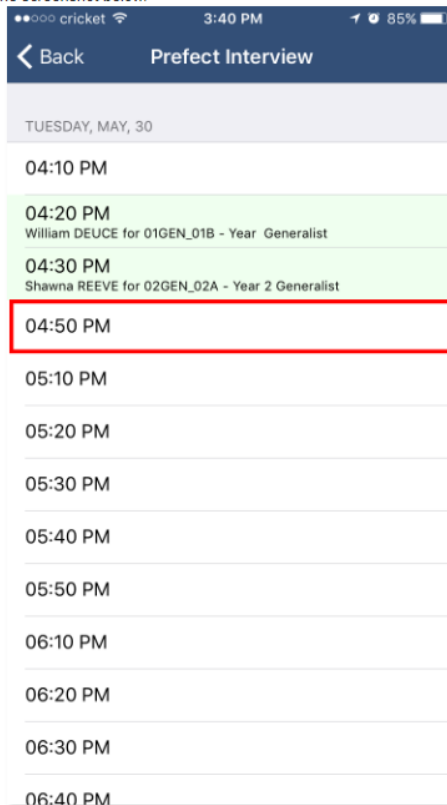 cricket 3:40 PM 85%
Back Prefect Interview
TUESDAY, MAY, 30
04:10 PM
04:20 PM
William DEUCE for 01GEN_01B - Year  Generalist
04:30 PM
Shawna REEVE for 02GEN_02A - Year 2 Generalist
04:50 PM
05:10 PM
05:20 PM
05:30 PM
05:40 PM
05:50 PM
06:10 PM
06:20 PM
06:30 PM
06:40 PM